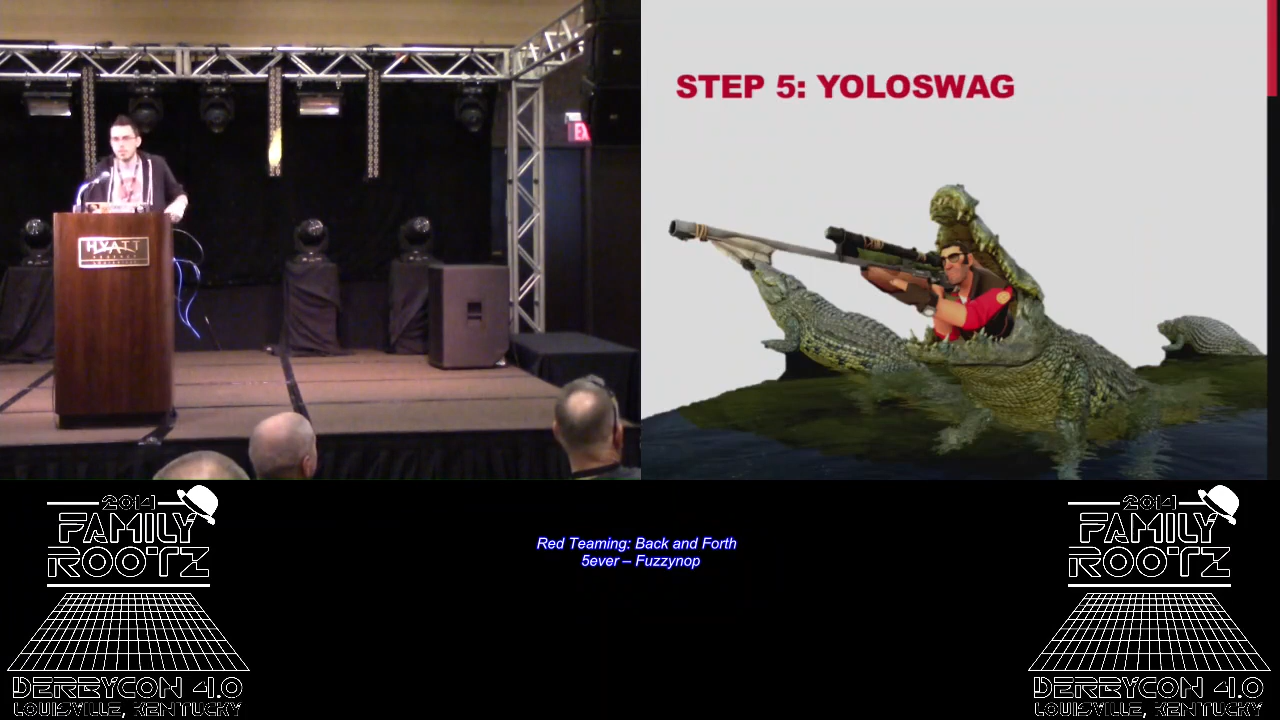 STEP 5: YOLOSWAG
HYATT
EX
Red Teaming: Back and Forth
5ever – Fuzzynop
2014
FAMILY
ROOTZ
DERBYCON 4.0
LOUISVILLE, KENTUCKY
2014
FAMILY
ROOTZ
DERBYCON 4.0
LOUISVILLE, KENTUCKY